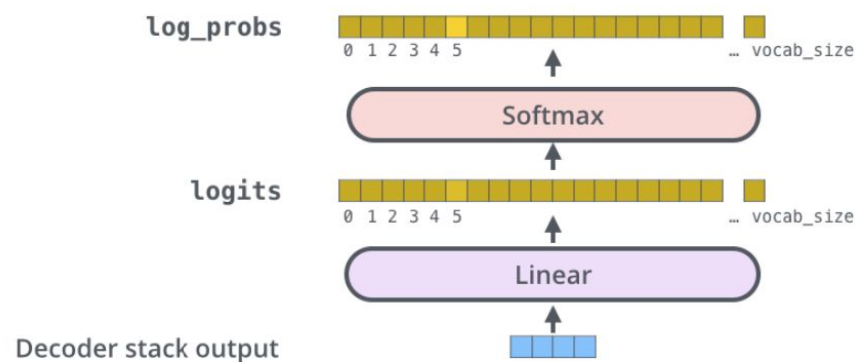 log_probs
0 1 2 3 4 5 … vocab_size
Softmax
logits
0 1 2 3 4 5 … vocab_size
Linear
Decoder stack output